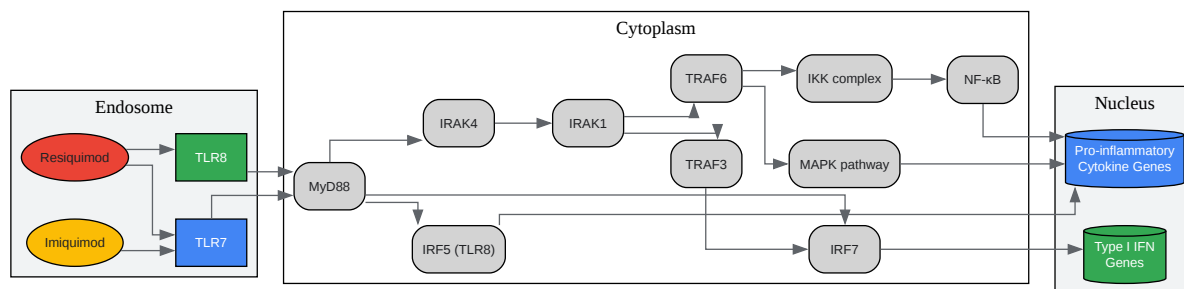 Cytoplasm
Endosome
Nucleus
TRAF6
IKK complex
NF-κB
IRAK4
IRAK1
Resiquimod
TLR8
TRAF3
MAPK pathway
Pro-inflammatory
Cytokine Genes
MyD88
Imiquimod
TLR7
IRF5 (TLR8)
IRF7
Type I IFN
Genes